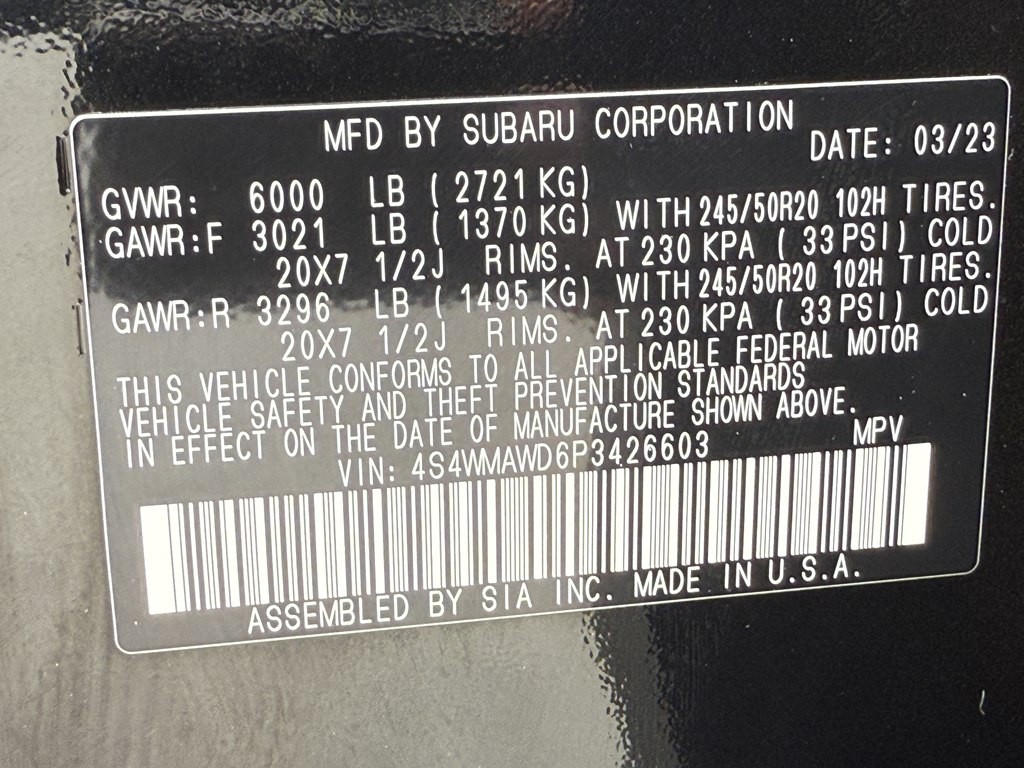 MFD BY SUBARU CORPORATION DATE: 03/23
GVWR: 6000 LB ( 2721 KG)
GAWR:F 3021 LB ( 1370 KG) WITH 245/50R20 102H TIRES.
20X7 1/2J RIMS. AT 230 KPA ( 33 PSI) COLD
GAWR:R 3296 LB ( 1495 KG) WITH 245/50R20 102H TIRES.
20X7 1/2J RIMS. AT 230 KPA ( 33 PSI) COLD
THIS VEHICLE CONFORMS TO ALL APPLICABLE FEDERAL MOTOR
VEHICLE SAFETY AND THEFT PREVENTION STANDARDS
IN EFFECT ON THE DATE OF MANUFACTURE SHOWN ABOVE.
VIN: 4S4WMAWD6P3426603 MPV
ASSEMBLED BY SIA INC. MADE IN U.S.A.